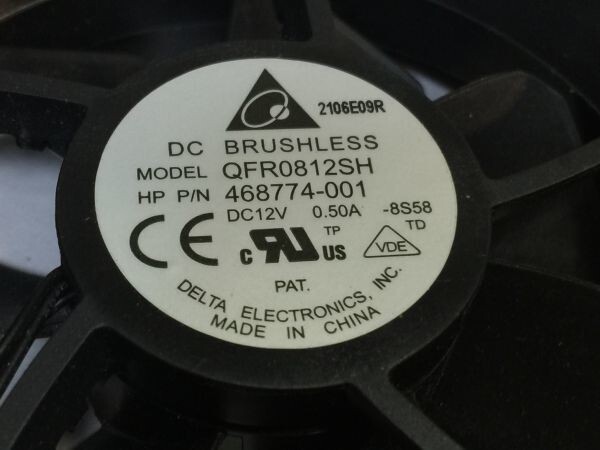 2106E09R
DC BRUSHLESS
MODEL QFR0812SH
HP P/N 468774-001
DC12V 0.50A -8S58
TP TD
CE c RU US VDE
PAT.
DELTA ELECTRONICS, INC.
MADE IN CHINA